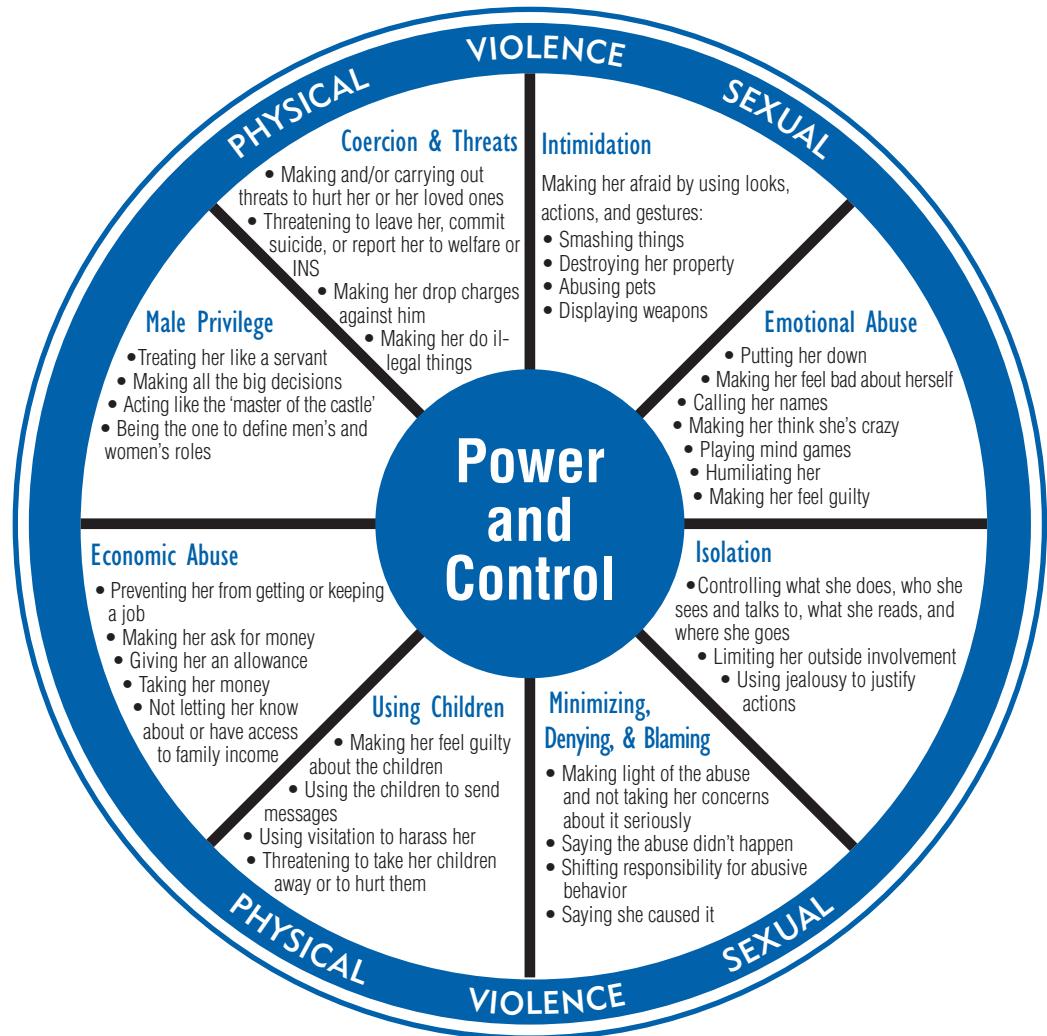 PHYSICAL
VIOLENCE
SEXUAL
Coercion & Threats
• Making and/or carrying out
threats to hurt her or her loved ones
• Threatening to leave her, commit
suicide, or report her to welfare or
INS
• Making her drop charges
against him
• Making her do il-
legal things
Intimidation
Making her afraid by using looks,
actions, and gestures:
• Smashing things
• Destroying her property
• Abusing pets
• Displaying weapons
Emotional Abuse
• Putting her down
• Making her feel bad about herself
• Calling her names
• Making her think she’s crazy
• Playing mind games
• Humiliating her
• Making her feel guilty
Male Privilege
•Treating her like a servant
• Making all the big decisions
• Acting like the ‘master of the castle’
• Being the one to define men’s and
women’s roles
Power
and
Control
Economic Abuse
• Preventing her from getting or keeping
a job
• Making her ask for money
• Giving her an allowance
• Taking her money
• Not letting her know
about or have access
to family income
Isolation
•Controlling what she does, who she
sees and talks to, what she reads, and
where she goes
• Limiting her outside involvement
• Using jealousy to justify
actions
Using Children
• Making her feel guilty
about the children
• Using the children to send
messages
• Using visitation to harass her
• Threatening to take her children
away or to hurt them
Minimizing,
Denying, & Blaming
• Making light of the abuse
and not taking her concerns
about it seriously
• Saying the abuse didn’t happen
• Shifting responsibility for abusive
behavior
• Saying she caused it
PHYSICAL
VIOLENCE
SEXUAL